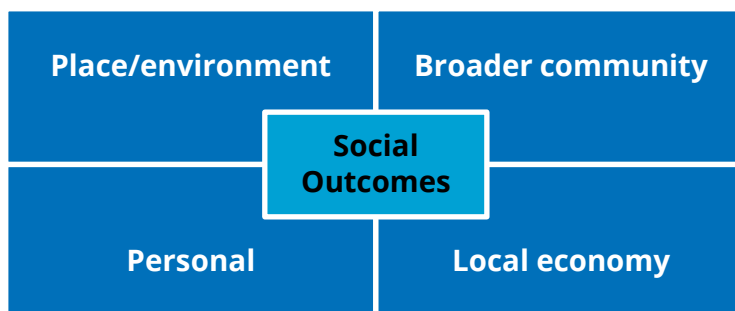 Place/environment
Broader community
Social
Outcomes
Personal
Local economy